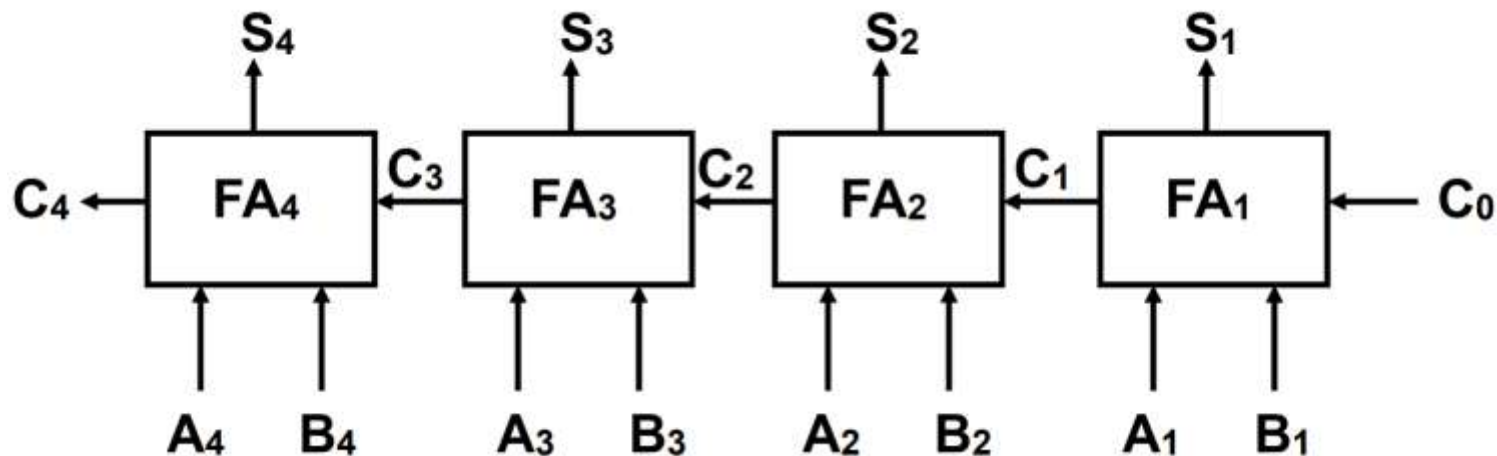 S₄ S₃ S₂ S₁
C₄ FA₄ C₃ FA₃ C₂ FA₂ C₁ FA₁ C₀
A₄ B₄ A₃ B₃ A₂ B₂ A₁ B₁